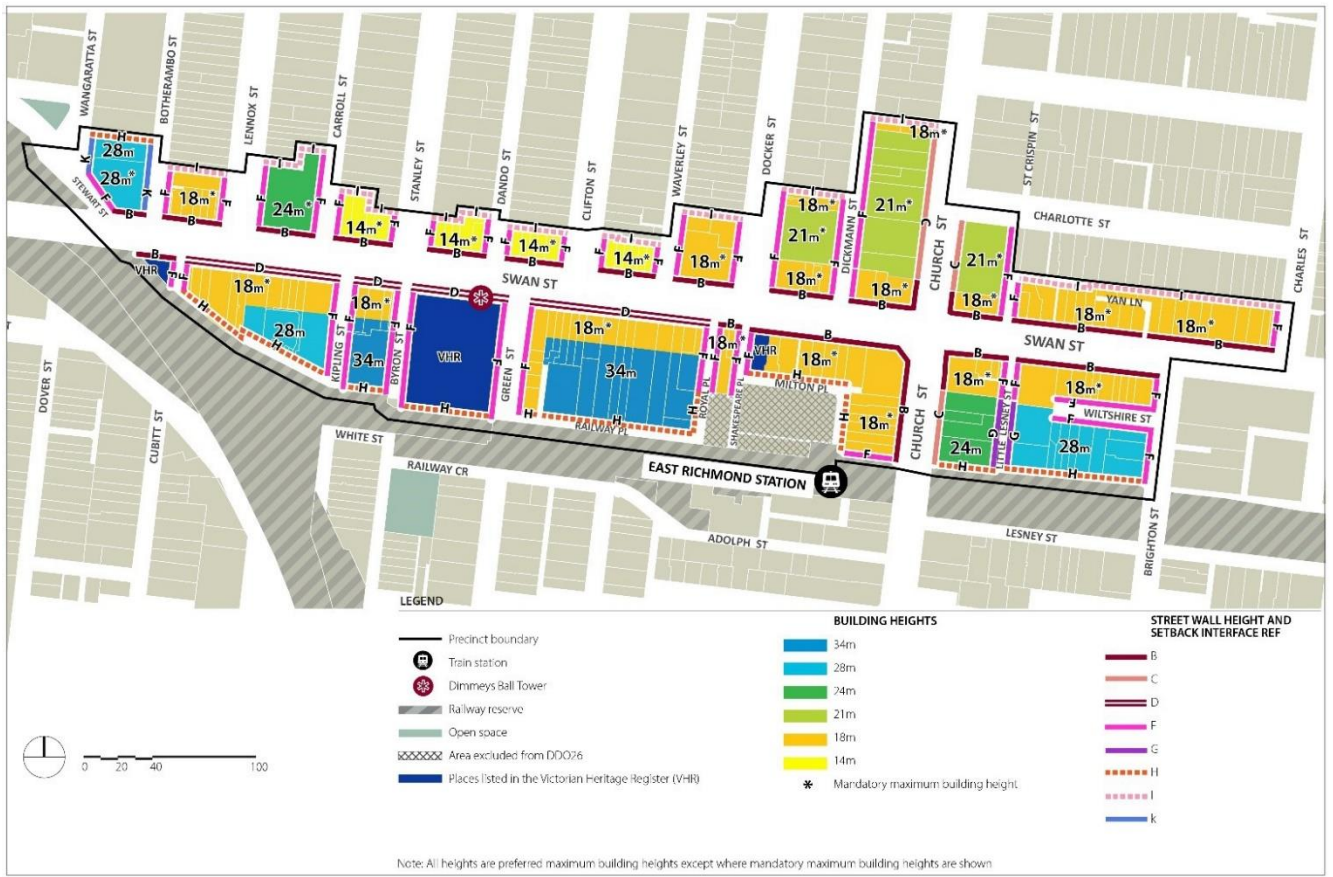 WANGARATTA ST
BOTHERAMBO ST
LENNOX ST
CARROLL ST
STANLEY ST
DANDO ST
CLIFTON ST
WAVERLEY ST
DOCKER ST
DICKMANN ST
CHURCH ST
ST CRISPIN ST
CHARLOTTE ST
CHARLES ST
YAN LN
STEWART ST
SWAN ST
SWAN ST
H
28m
28m*
K
K
F
B
I
18m*
F
F
B
I
I
24m*
F
F
B
I
I
14m*
F
F
B
I
I
14m*
F
F
B
I
14m*
F
F
B
I
14m*
F
F
B
I
18m*
F
F
B
I
18m*
21m*
18m*
F
F
B
I
18m*
21m*
18m*
F
C
B
C
21m*
18m*
F
B
I
I
I
F
18m*
18m*
F
B
B
VHR
B
F
F
D
18m*
28m
H
H
F
D
18m*
34m
F
F
H
D
VHR
F
F
H
D
18m*
34m
F
F
H
H
B
18m*
F
F
VHR
B
18m*
H
MILTON PL
H
18m*
B
F
B
18m*
C
24m
F
G
H
B
F
18m*
F
F
F
WILTSHIRE ST
G
28m
F
H
KIPLING ST
BYRON ST
GREEN ST
ROYAL PL
SHAKESPEARE PL
CHURCH ST
LITTLE LESNEY ST
RAILWAY PL
DOVER ST
CUBITT ST
WHITE ST
RAILWAY CR
EAST RICHMOND STATION
ADOLPH ST
LESNEY ST
BRIGHTON ST
LEGEND
Precinct boundary
Train station
Dimmeys Ball Tower
Railway reserve
Open space
Area excluded from DDO26
Places listed in the Victorian Heritage Register (VHR)
BUILDING HEIGHTS
34m
28m
24m
21m
18m
14m
* Mandatory maximum building height
STREET WALL HEIGHT AND
SETBACK INTERFACE REF
B
C
D
F
G
H
I
k
0 20 40 100
Note: All heights are preferred maximum building heights except where mandatory maximum building heights are shown